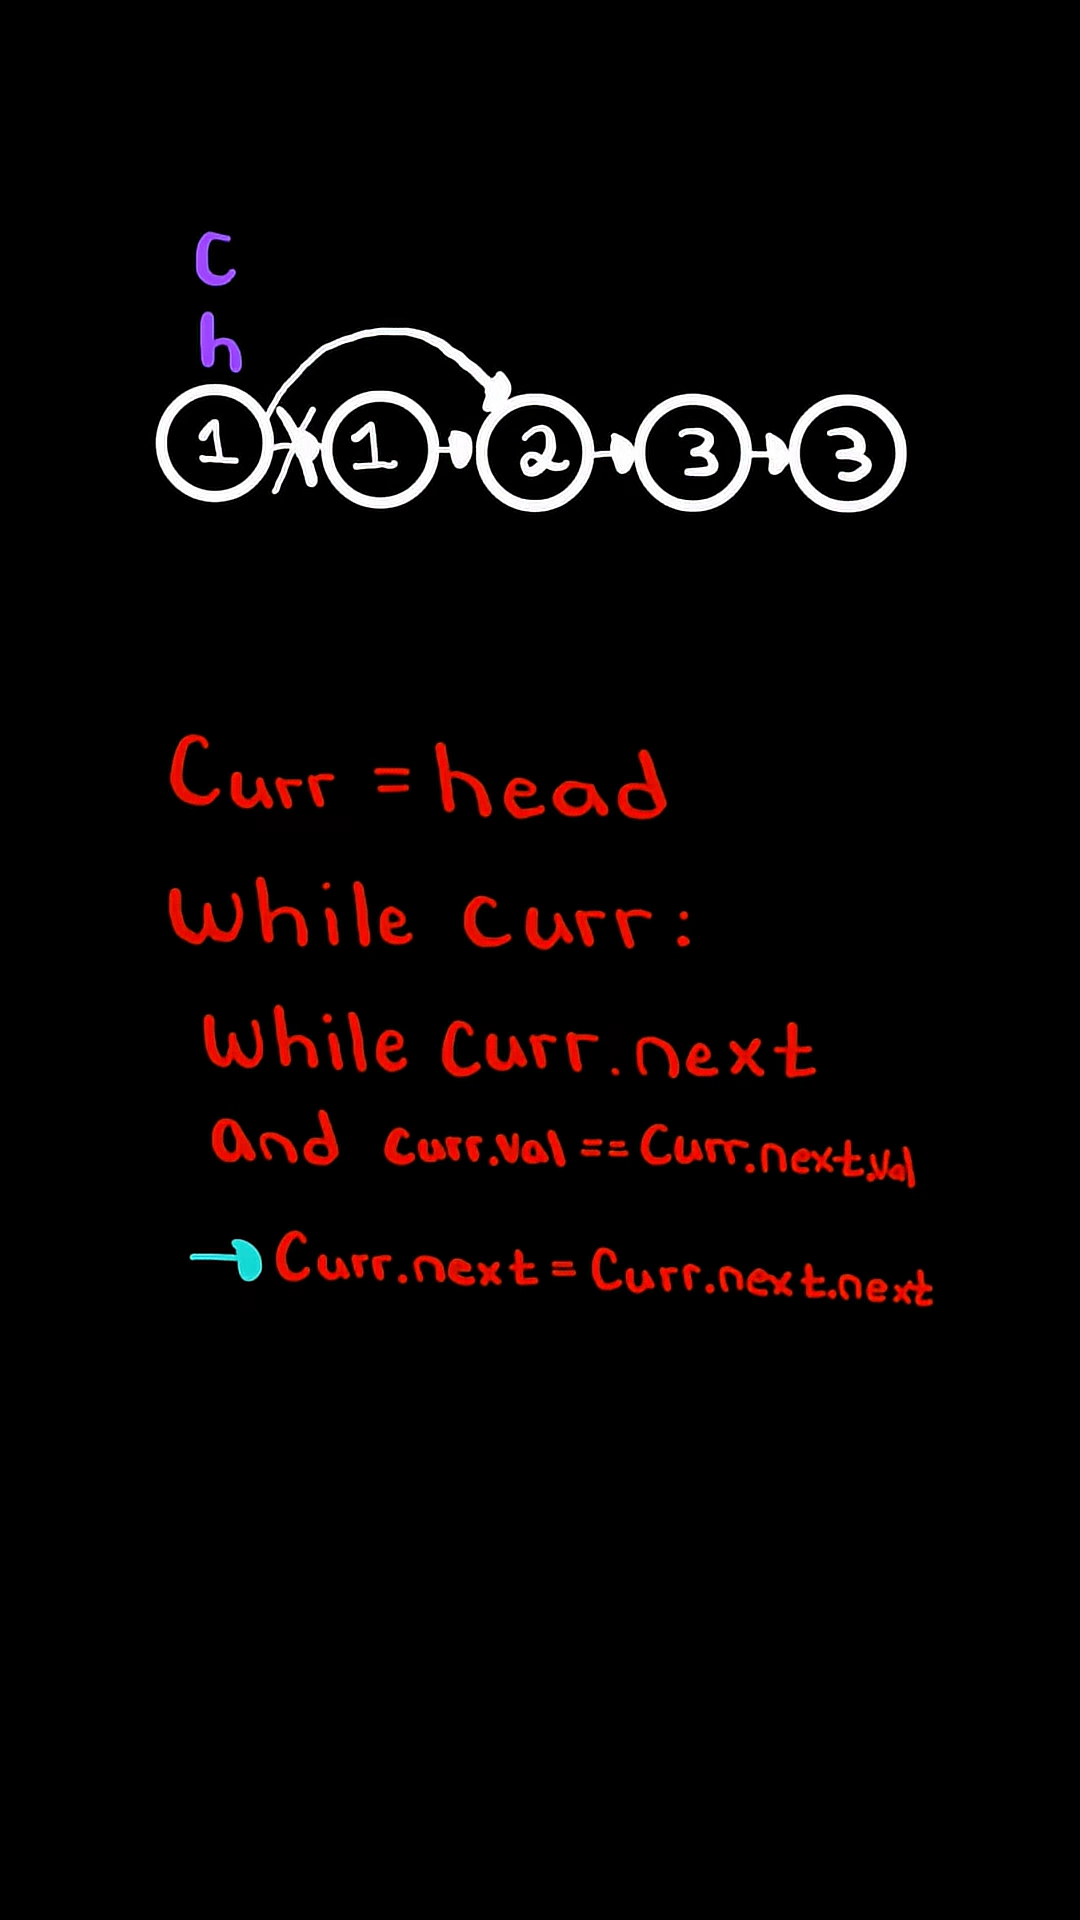 C
h
1 1 2 3 3
Curr = head
while curr:
while curr.next
and curr.val == Curr.next.val
Curr.next = Curr.next.next